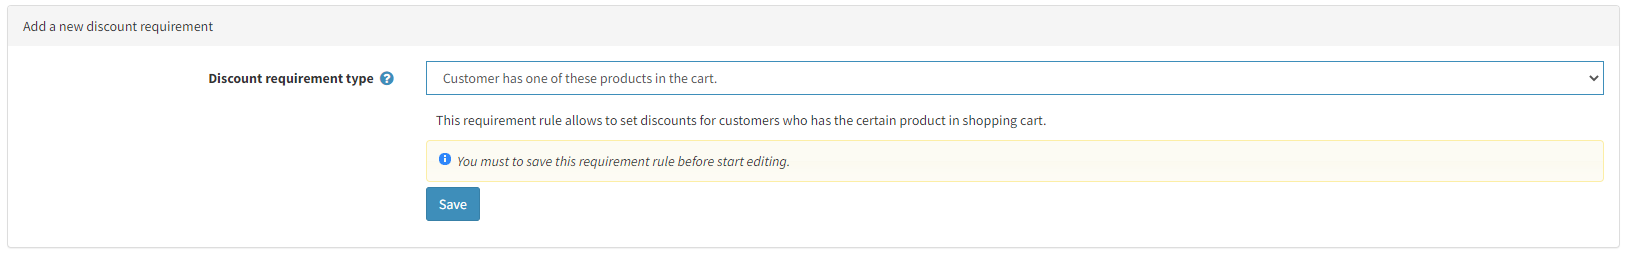 Add a new discount requirement
Discount requirement type ?
Customer has one of these products in the cart.
This requirement rule allows to set discounts for customers who has the certain product in shopping cart.
You must to save this requirement rule before start editing.
Save